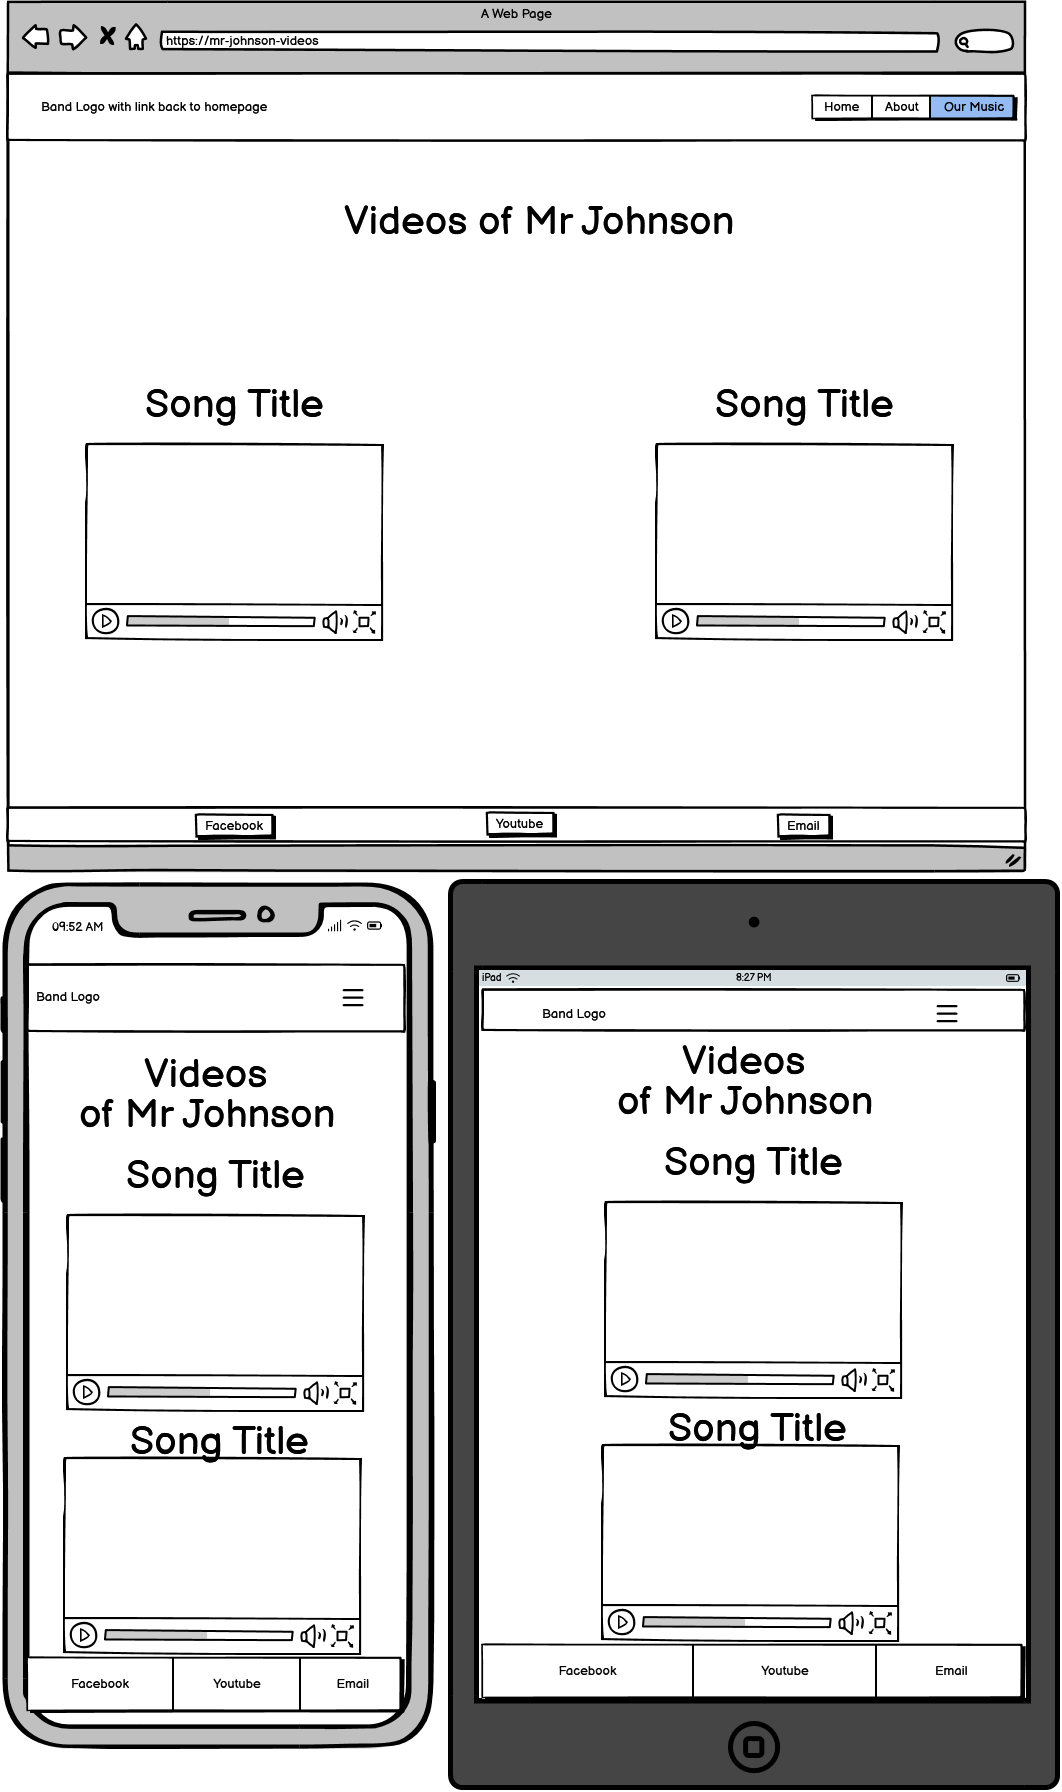 A Web Page
https://mr-johnson-videos
Band Logo with link back to homepage
Home About Our Music
Videos of Mr Johnson
Song Title Song Title
Facebook Youtube Email
09:52 AM
Band Logo
Videos
of Mr Johnson
Song Title
Song Title
Facebook Youtube Email
iPad 8:27 PM
Band Logo
Videos
of Mr Johnson
Song Title
Song Title
Facebook Youtube Email